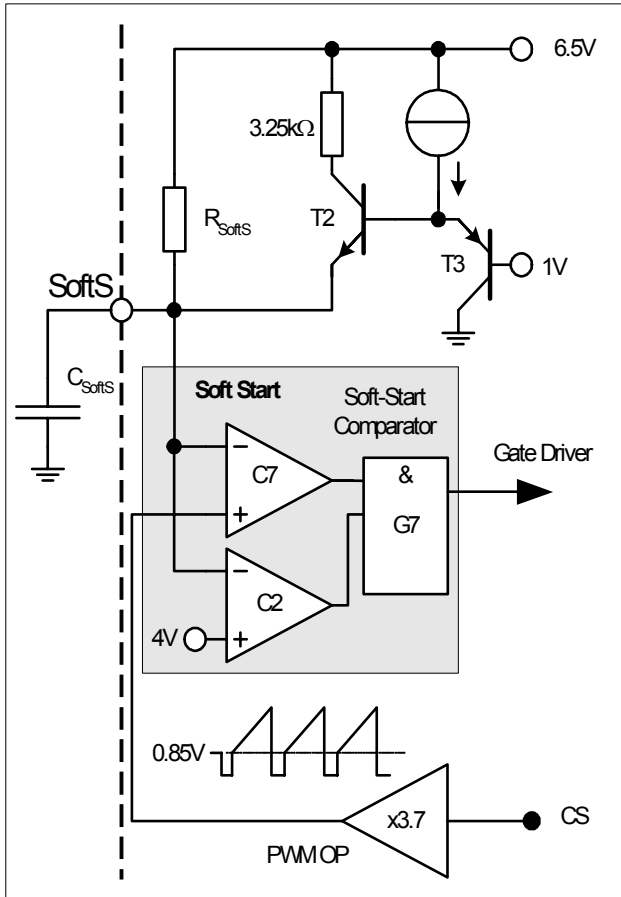 6.5V
3.25kΩ
R_SoftS
T2
T3
1V
SoftS
C_SoftS
Soft Start
Soft-Start
Comparator
Gate Driver
−
C7
+
&
G7
−
C2
4V
+
0.85V
x3.7
CS
PWM OP